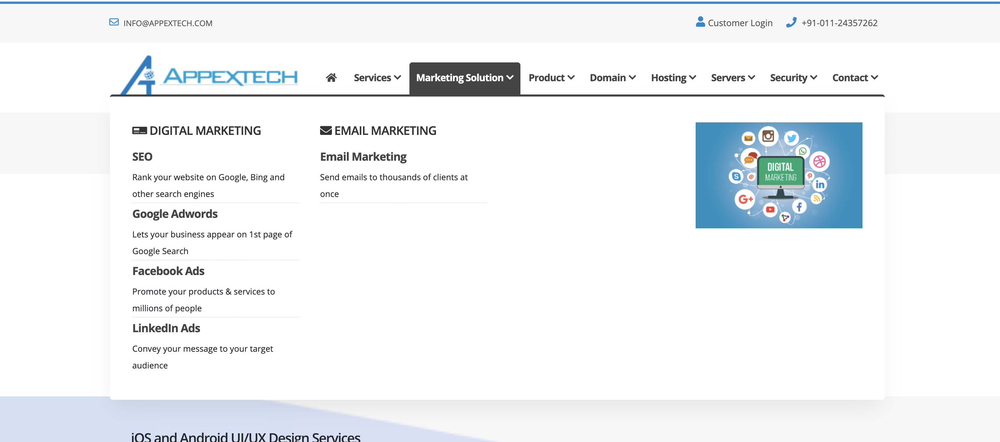 INFO@APPEXTECH.COM
Customer Login
+91-011-24357262
APPEXTECH
Services
Marketing Solution
Product
Domain
Hosting
Servers
Security
Contact
DIGITAL MARKETING
SEO
Rank your website on Google, Bing and
other search engines
Google Adwords
Lets your business appear on 1st page of
Google Search
Facebook Ads
Promote your products & services to
millions of people
LinkedIn Ads
Convey your message to your target
audience
EMAIL MARKETING
Email Marketing
Send emails to thousands of clients at
once
DIGITAL
MARKETING
iOS and Android UI/UX Design Services